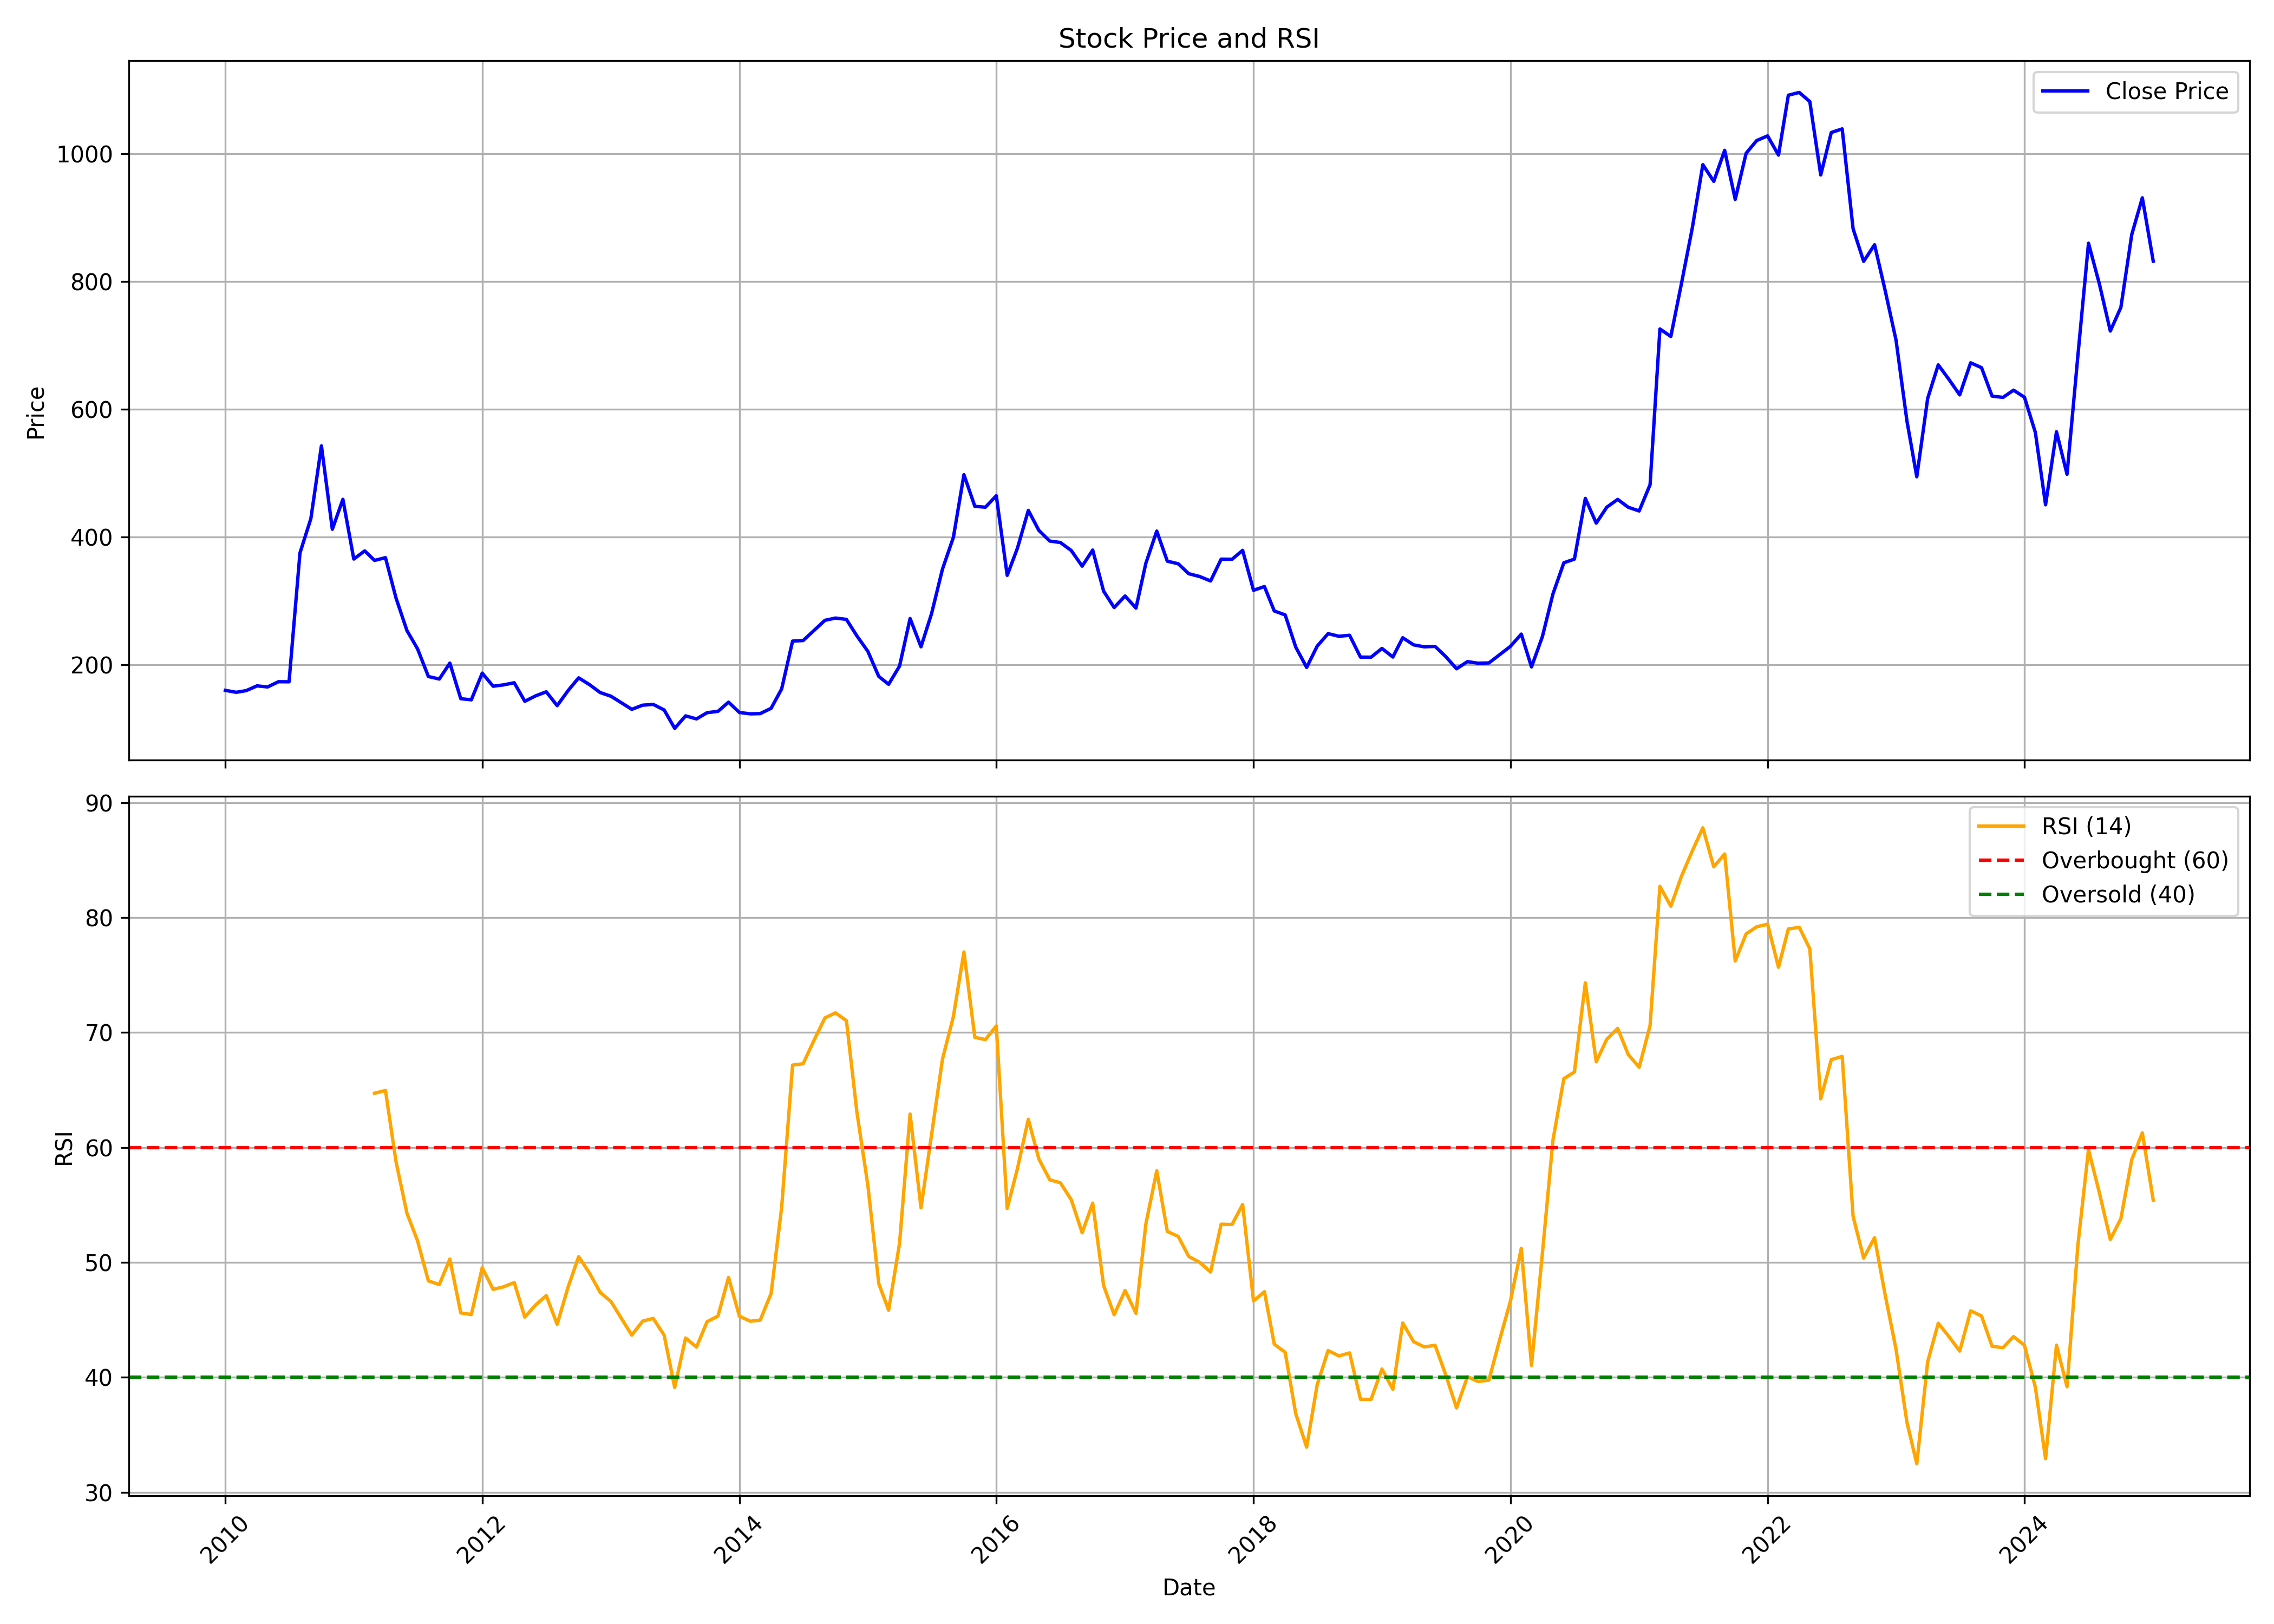 Stock Price and RSI
Close Price
1000
800
600
400
200
Price
90
80
70
60
50
40
30
RSI
RSI (14)
Overbought (60)
Oversold (40)
2010
2012
2014
2016
2018
2020
2022
2024
Date